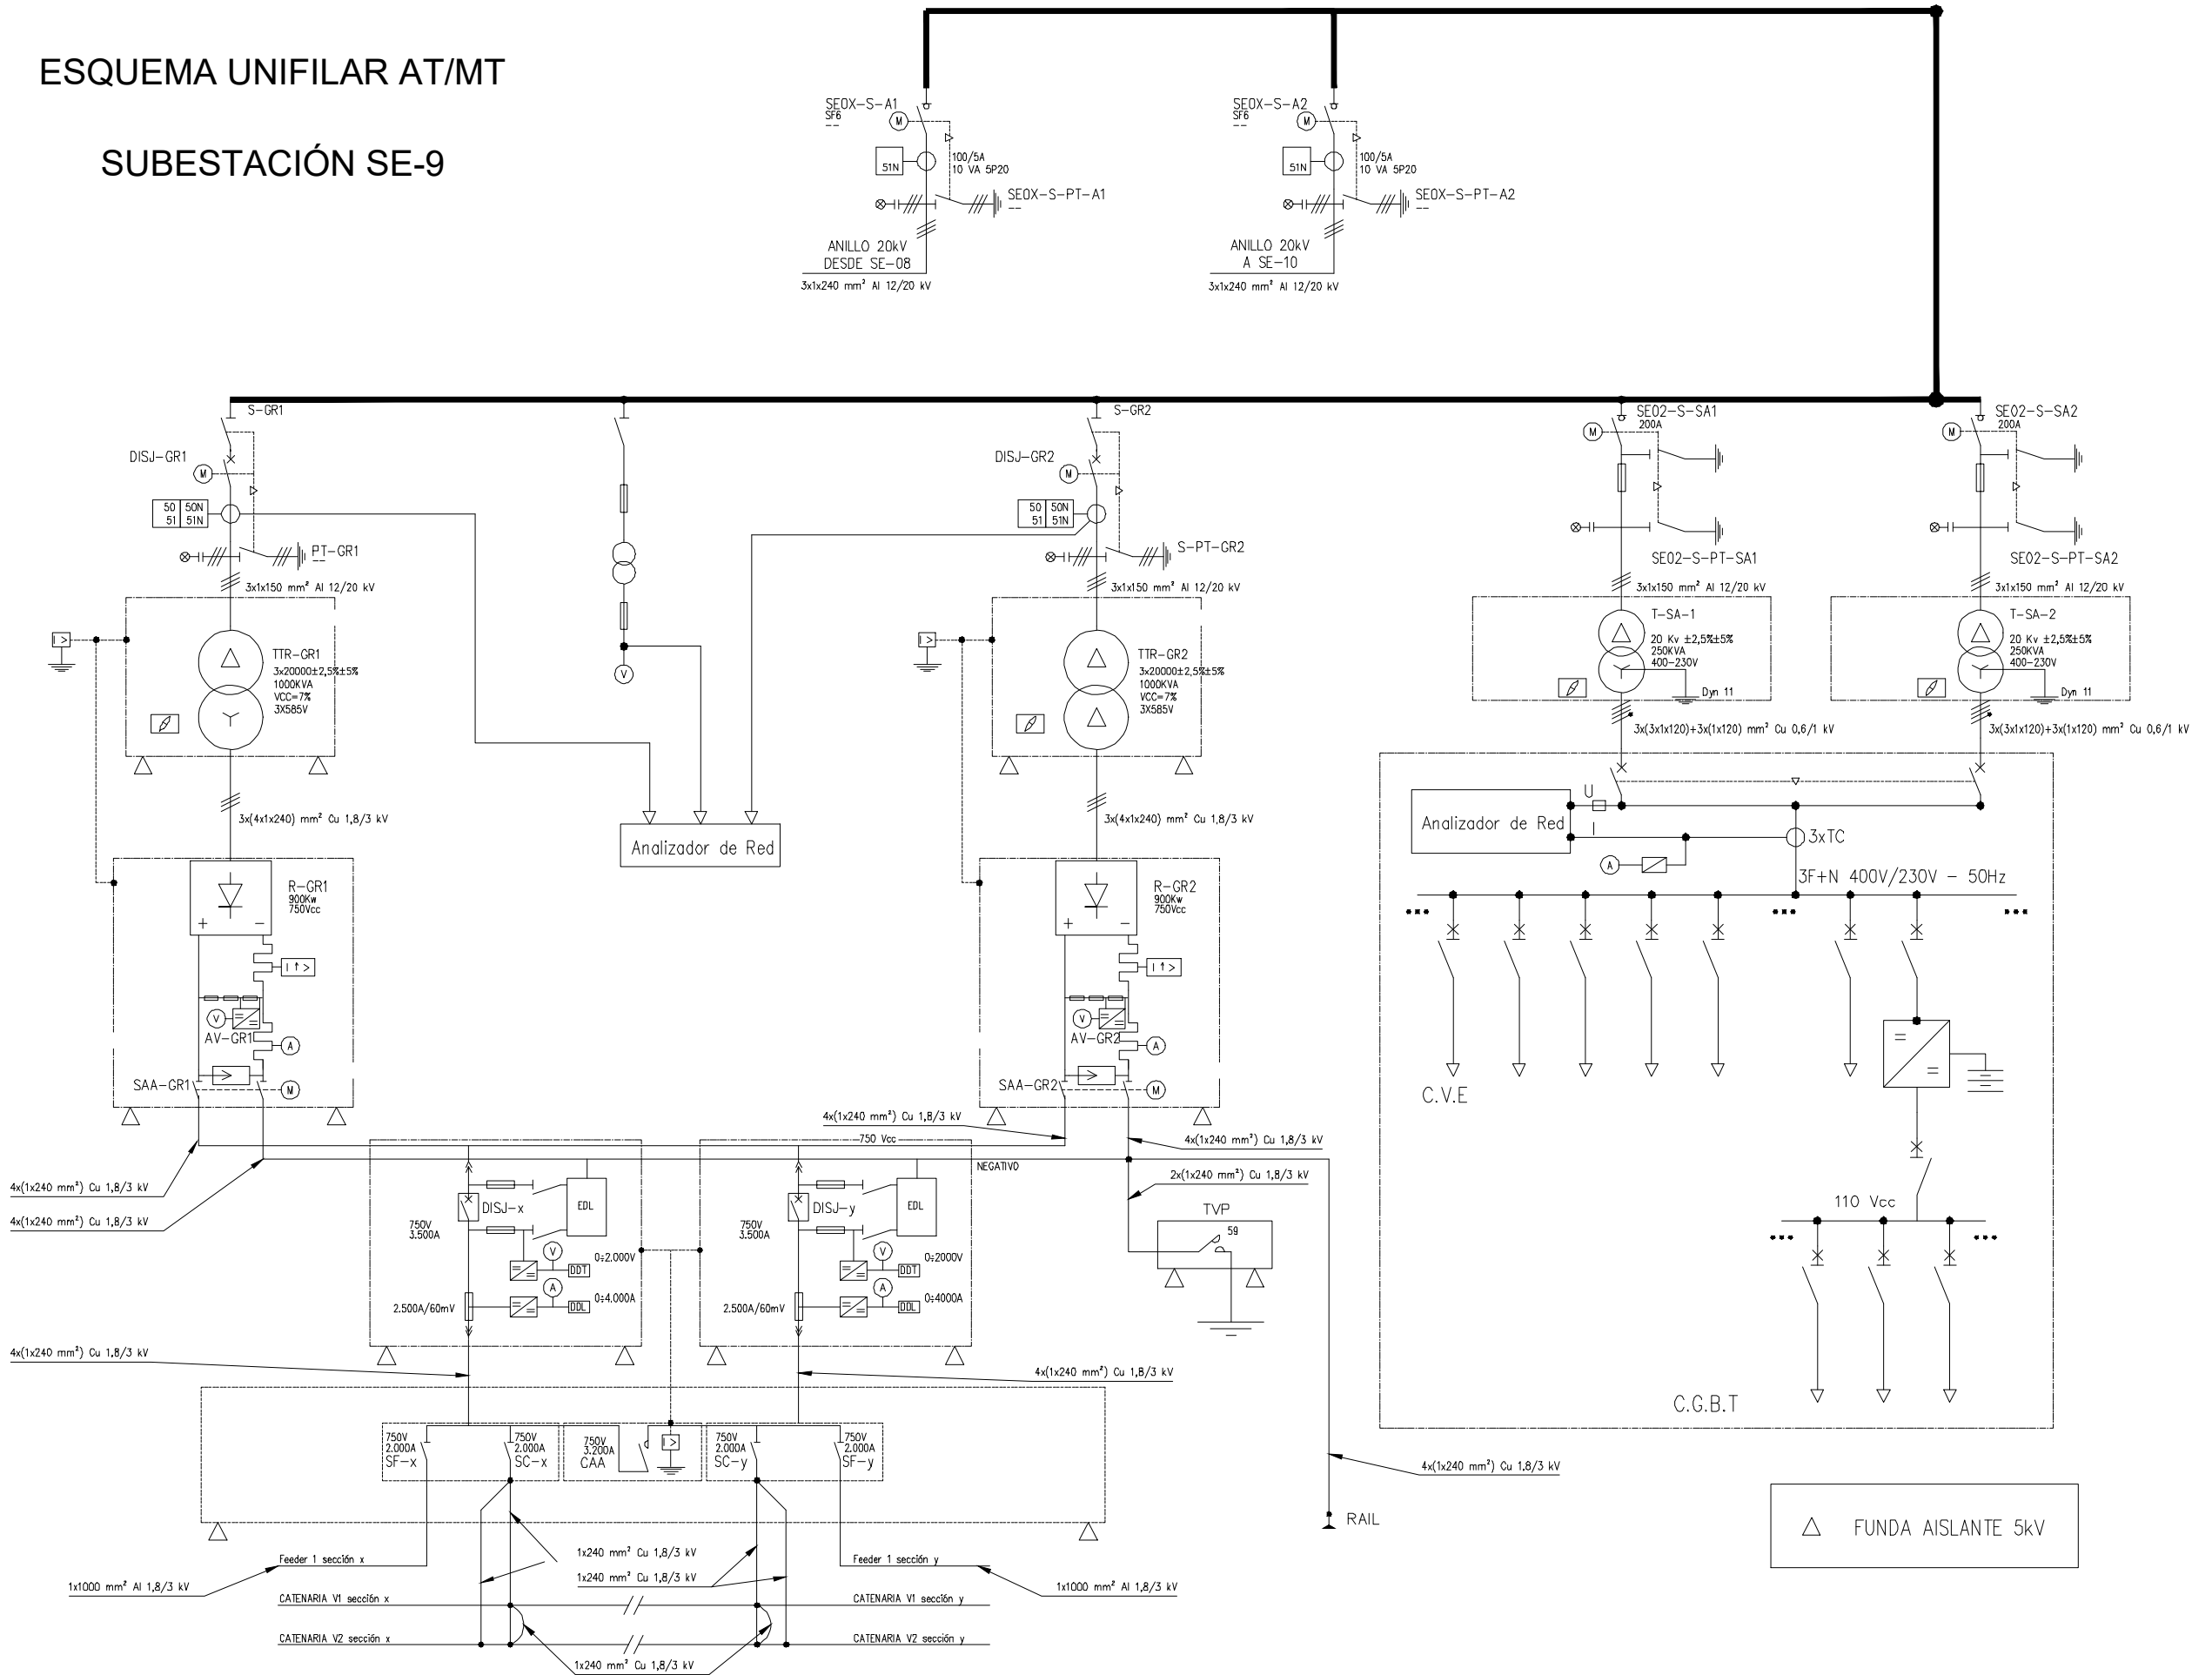 ESQUEMA UNIFILAR AT/MT
SUBESTACIÓN SE-9
SE0X-S-A1
SF6
--
M
51N
100/5A
10 VA 5P20
SE0X-S-PT-A1
--
ANILLO 20kV
DESDE SE-08
3x1x240 mm² Al 12/20 kV
SE0X-S-A2
SF6
--
M
51N
100/5A
10 VA 5P20
SE0X-S-PT-A2
--
ANILLO 20kV
A SE-10
3x1x240 mm² Al 12/20 kV
S-GR1
DISJ-GR1
M
50 50N
51 51N
PT-GR1
--
3x1x150 mm² Al 12/20 kV
I >
TTR-GR1
3x20000±2,5%±5%
1000KVA
VCC=7%
3X585V
3x(4x1x240) mm² Cu 1,8/3 kV
V
Analizador de Red
S-GR2
DISJ-GR2
M
50 50N
51 51N
S-PT-GR2
3x1x150 mm² Al 12/20 kV
I >
TTR-GR2
3x20000±2,5%±5%
1000KVA
VCC=7%
3X585V
3x(4x1x240) mm² Cu 1,8/3 kV
SE02-S-SA1
200A
M
SE02-S-PT-SA1
3x1x150 mm² Al 12/20 kV
T-SA-1
20 Kv ±2,5%±5%
250KVA
400-230V
Dyn 11
3x(3x1x120)+3x(1x120) mm² Cu 0,6/1 kV
SE02-S-SA2
200A
M
SE02-S-PT-SA2
3x1x150 mm² Al 12/20 kV
T-SA-2
20 Kv ±2,5%±5%
250KVA
400-230V
Dyn 11
3x(3x1x120)+3x(1x120) mm² Cu 0,6/1 kV
Analizador de Red
U
I
3xTC
A
3F+N 400V/230V - 50Hz
C.V.E
110 Vcc
C.G.B.T
R-GR1
900Kw
750Vcc
+ -
I ↑ >
V
AV-GR1
A
SAA-GR1
M
R-GR2
900Kw
750Vcc
+ -
I ↑ >
V
AV-GR2
A
SAA-GR2
M
4x(1x240 mm²) Cu 1,8/3 kV
750 Vcc
4x(1x240 mm²) Cu 1,8/3 kV
NEGATIVO
2x(1x240 mm²) Cu 1,8/3 kV
4x(1x240 mm²) Cu 1,8/3 kV
4x(1x240 mm²) Cu 1,8/3 kV
DISJ-x
750V
3.500A
EDL
V
0÷2.000V
DDT
A
0÷4.000A
DDL
2.500A/60mV
DISJ-y
750V
3.500A
EDL
V
0÷2000V
DDT
A
0÷4000A
DDL
2.500A/60mV
TVP
59
4x(1x240 mm²) Cu 1,8/3 kV
4x(1x240 mm²) Cu 1,8/3 kV
750V
2.000A
SF-x
750V
2.000A
SC-x
750V
3.200A
CAA
I >
750V
2.000A
SC-y
750V
2.000A
SF-y
4x(1x240 mm²) Cu 1.8/3 kV
RAIL
FUNDA AISLANTE 5kV
Feeder 1 sección x
1x240 mm² Cu 1,8/3 kV
Feeder 1 sección y
1x1000 mm² Al 1,8/3 kV
1x240 mm² Cu 1,8/3 kV
1x1000 mm² Al 1,8/3 kV
CATENARIA V1 sección x
CATENARIA V1 sección y
CATENARIA V2 sección x
CATENARIA V2 sección y
1x240 mm² Cu 1,8/3 kV